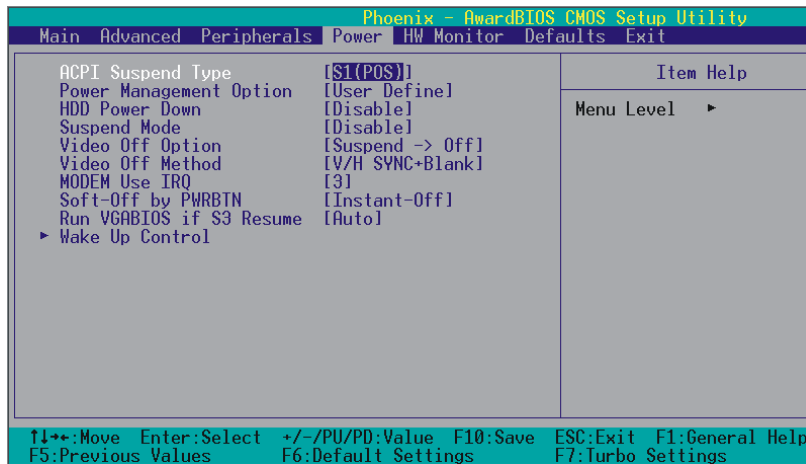 Phoenix - AwardBIOS CMOS Setup Utility
Main Advanced Peripherals Power HW Monitor Defaults Exit
ACPI Suspend Type [S1(POS)]
Power Management Option [User Define]
HDD Power Down [Disable]
Suspend Mode [Disable]
Video Off Option [Suspend -> Off]
Video Off Method [V/H SYNC+Blank]
MODEM Use IRQ [3]
Soft-Off by PWRBTN [Instant-Off]
Run VGABIOS if S3 Resume [Auto]
► Wake Up Control
Item Help
Menu Level ►
↑↓→←:Move Enter:Select +/-/PU/PD:Value F10:Save ESC:Exit F1:General Help
F5:Previous Values F6:Default Settings F7:Turbo Settings